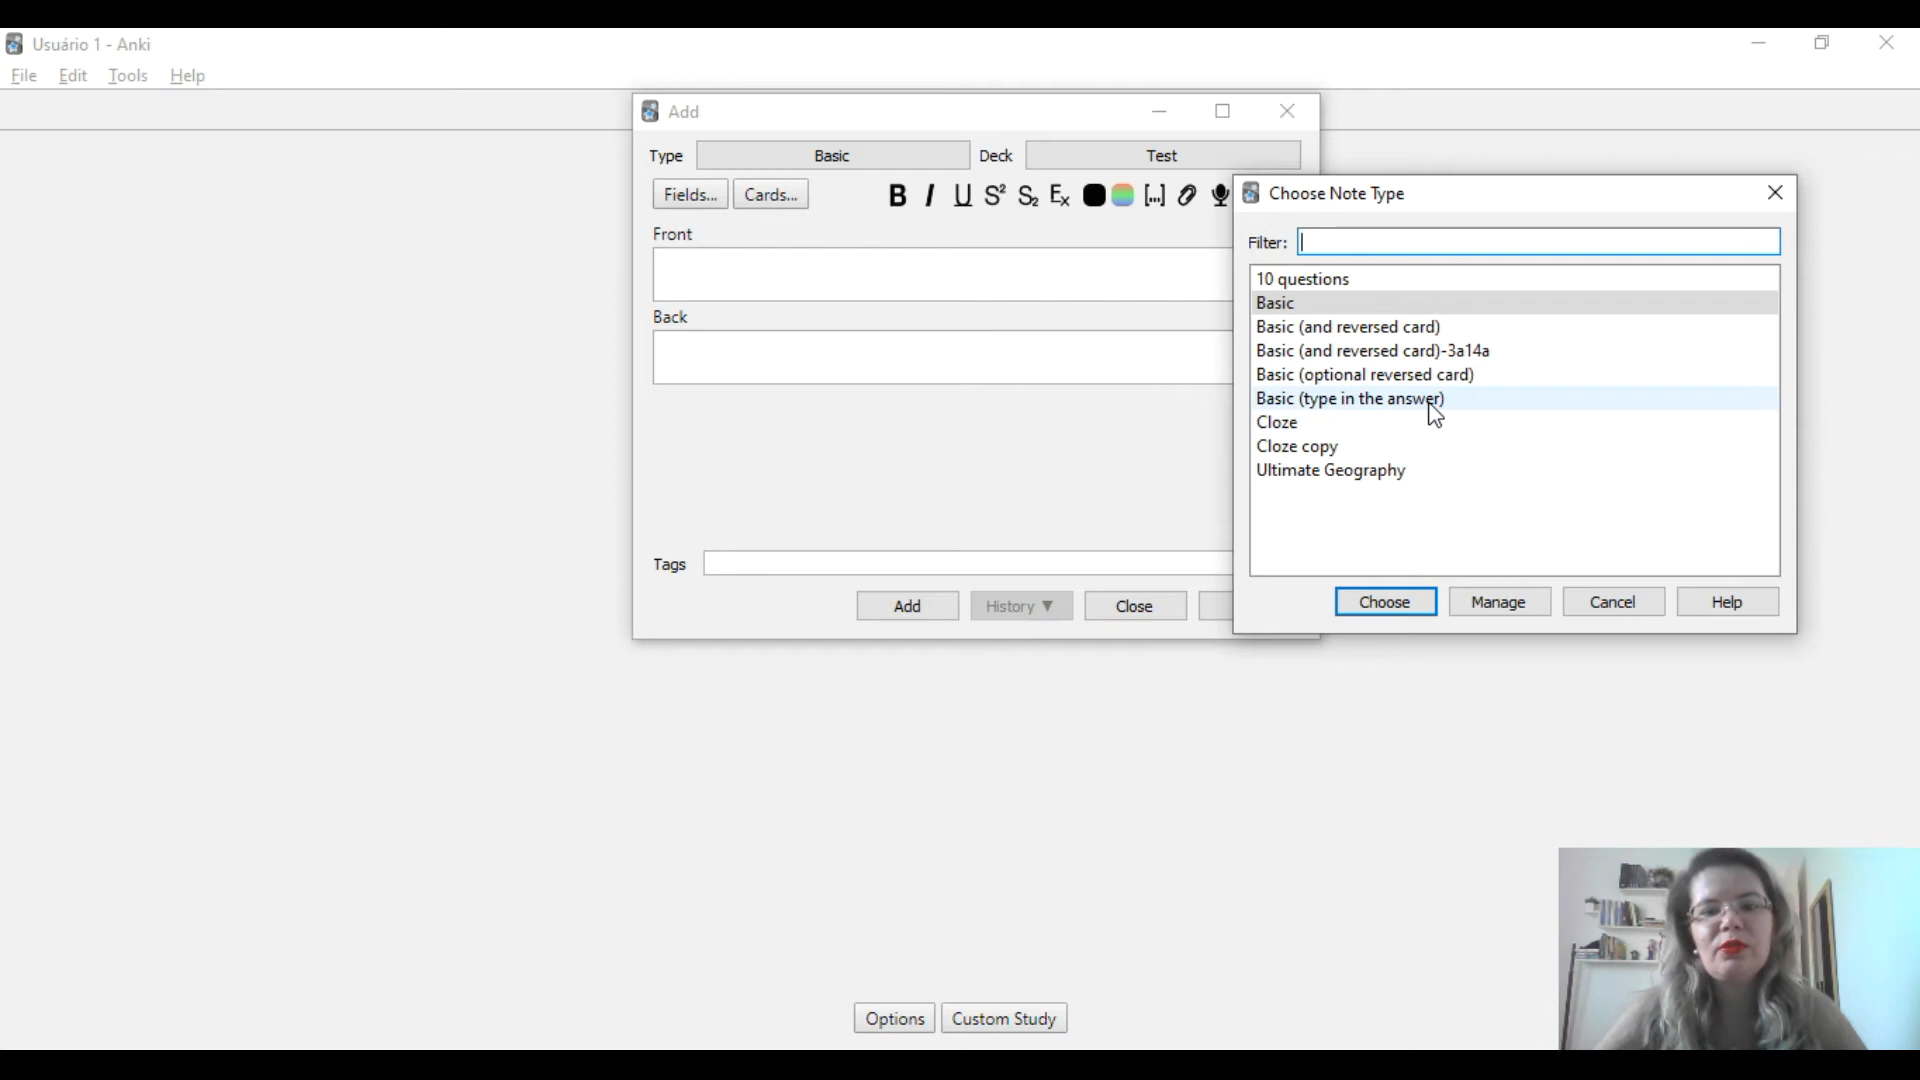 Usuário 1 - Anki
File Edit Tools Help
Add
Type Basic Deck Test
Fields... Cards... B I U S² S₂ Ex [...]
Front
Back
Tags
Add History ▼ Close
Choose Note Type
Filter:
10 questions
Basic
Basic (and reversed card)
Basic (and reversed card)-3a14a
Basic (optional reversed card)
Basic (type in the answer)
Cloze
Cloze copy
Ultimate Geography
Choose Manage Cancel Help
Options Custom Study